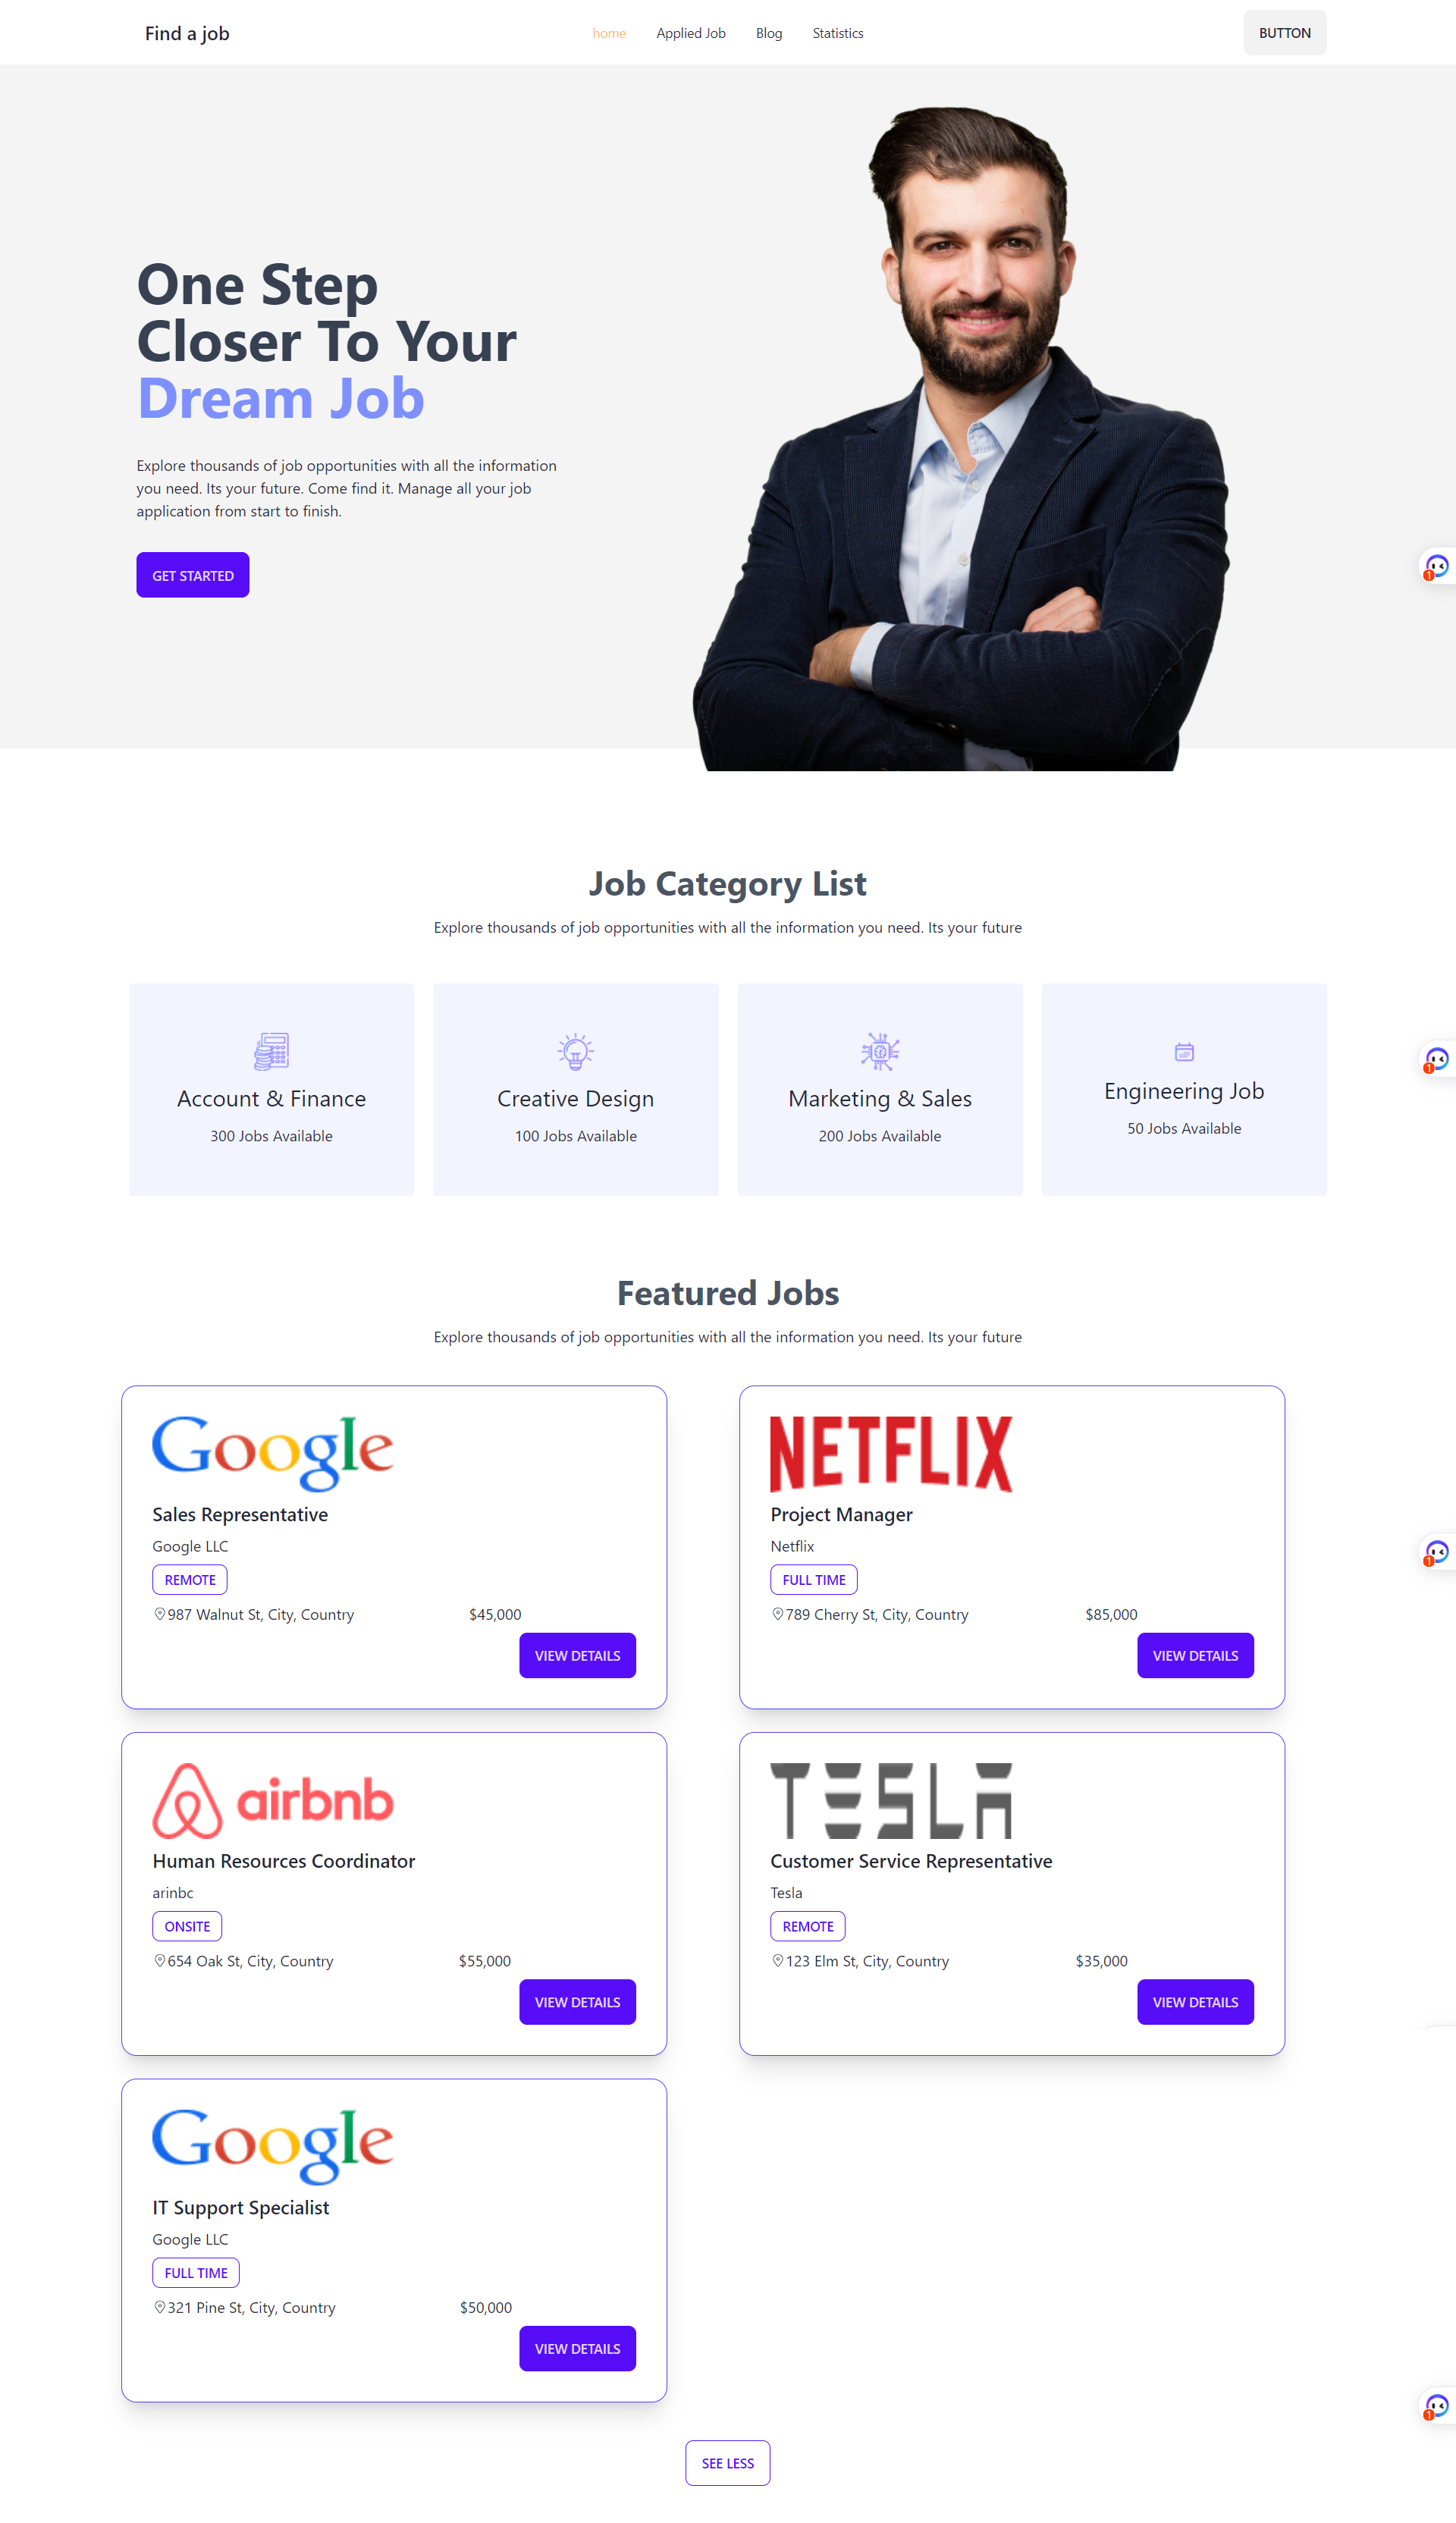 Find a job
home
Applied Job
Blog
Statistics
BUTTON
One Step
Closer To Your
Dream Job
Explore thousands of job opportunities with all the information
you need. Its your future. Come find it. Manage all your job
application from start to finish.
GET STARTED
1
Job Category List
Explore thousands of job opportunities with all the information you need. Its your future
Account & Finance
300 Jobs Available
Creative Design
100 Jobs Available
Marketing & Sales
200 Jobs Available
Engineering Job
50 Jobs Available
1
Featured Jobs
Explore thousands of job opportunities with all the information you need. Its your future
Google
Sales Representative
Google LLC
REMOTE
987 Walnut St, City, Country
$45,000
VIEW DETAILS
NETFLIX
Project Manager
Netflix
FULL TIME
789 Cherry St, City, Country
$85,000
VIEW DETAILS
1
airbnb
Human Resources Coordinator
arinbc
ONSITE
654 Oak St, City, Country
$55,000
VIEW DETAILS
TESLA
Customer Service Representative
Tesla
REMOTE
123 Elm St, City, Country
$35,000
VIEW DETAILS
Google
IT Support Specialist
Google LLC
FULL TIME
321 Pine St, City, Country
$50,000
VIEW DETAILS
1
SEE LESS